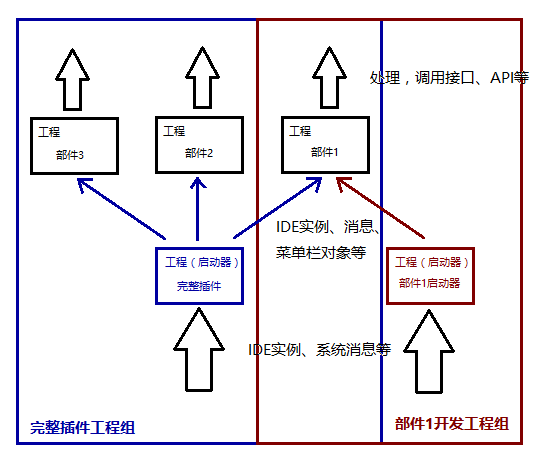 处理，调用接口、API等
工程
部件3
工程
部件2
工程
部件1
IDE实例、消息、
菜单栏对象等
工程（启动器）
完整插件
工程（启动器）
部件1启动器
IDE实例、系统消息等
完整插件工程组
部件1开发工程组